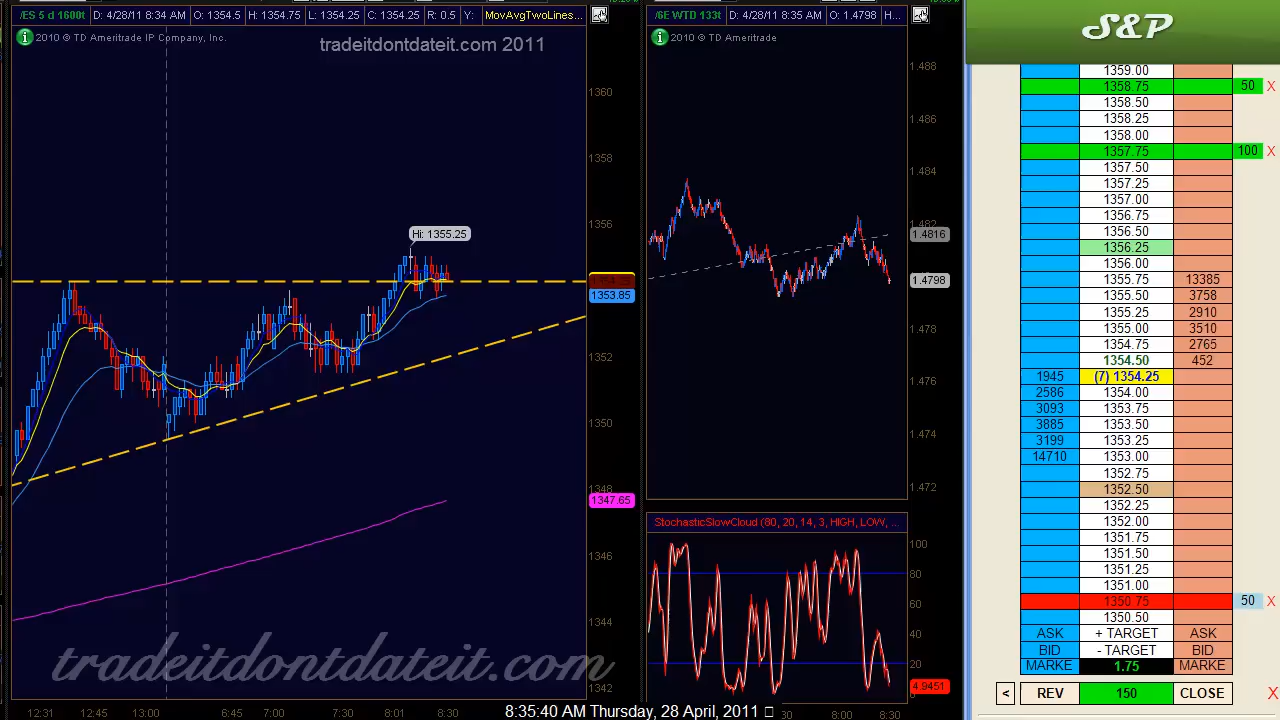 /ES 5 d 1600t D: 4/28/11 8:34 AM O: 1354.5 H: 1354.75 L: 1354.25 C: 1354.25 R: 0.5 Y: MovAvgTwoLines...
2010 © TD Ameritrade IP Company, Inc.
tradeitdontdateit.com 2011
1360
1358
1356
Hi: 1355.25
1353.85
1352
1350
1348
1347.65
1346
1344
1342
tradeitdontdateit.com
12:31 12:45 13:00 6:45 7:00 7:30 8:01 8:30
/6E WTD 133t D: 4/28/11 8:35 AM O: 1.4798 H...
2010 © TD Ameritrade
1.488
1.486
1.484
1.482
1.4816
1.4798
1.478
1.476
1.474
1.472
StochasticSlowCloud (80, 20, 14, 3, HIGH, LOW, ...
100
80
60
40
20
4.9451
:30 8:00 8:30
8:35:40 AM Thursday, 28 April, 2011
S&P
1359.00
1358.75 50 X
1358.50
1358.25
1358.00
1357.75 100 X
1357.50
1357.25
1357.00
1356.75
1356.50
1356.25
1356.00
1355.75 13385
1355.50 3758
1355.25 2910
1355.00 3510
1354.75 2765
1354.50 452
1945 (7) 1354.25
2586 1354.00
3093 1353.75
3885 1353.50
3199 1353.25
14710 1353.00
1352.75
1352.50
1352.25
1352.00
1351.75
1351.50
1351.25
1351.00
1350.75 50 X
1350.50
ASK + TARGET ASK
BID - TARGET BID
MARKE 1.75 MARKE
< REV 150 CLOSE X